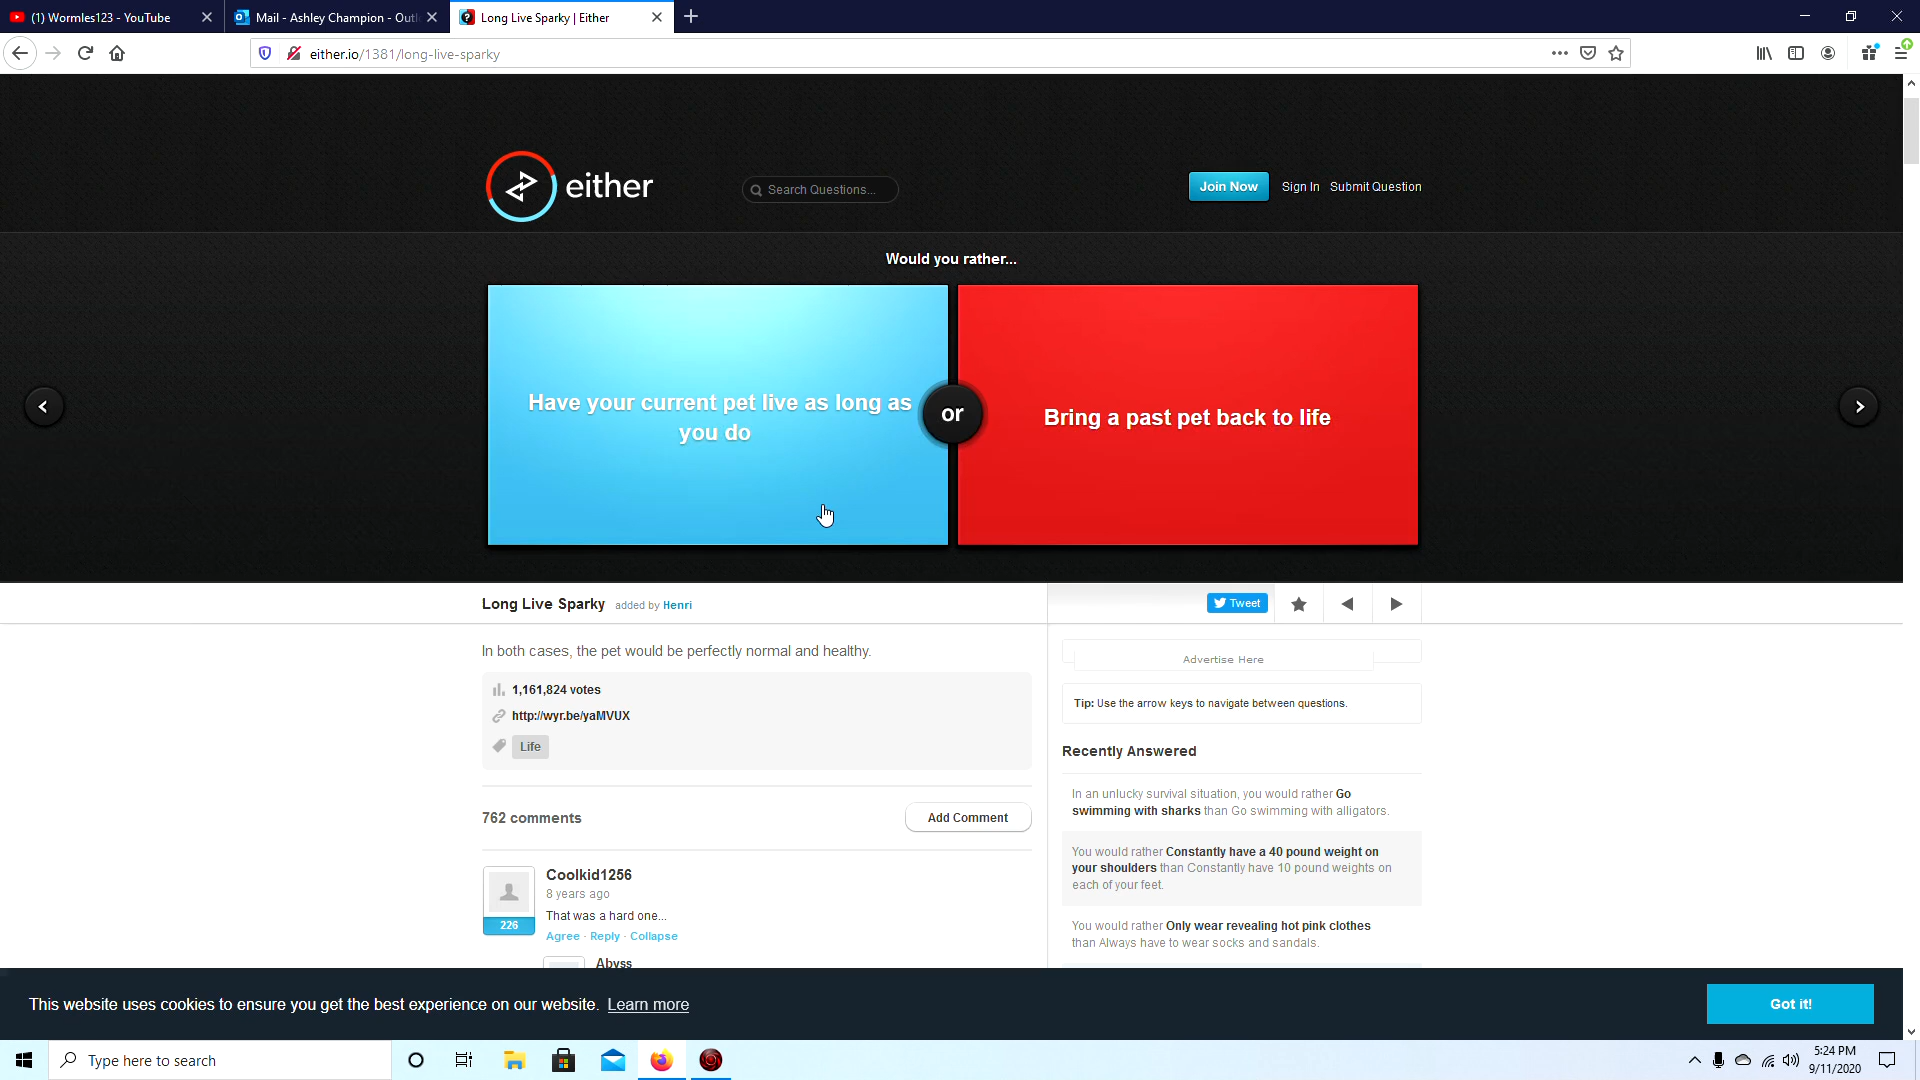 (1) Wormles123 - YouTube
Mail - Ashley Champion - Outl
Long Live Sparky | Either
either.io/1381/long-live-sparky
either
Search Questions...
Join Now
Sign In
Submit Question
Would you rather...
Have your current pet live as long as
you do
or
Bring a past pet back to life
Long Live Sparky added by Henri
Tweet
In both cases, the pet would be perfectly normal and healthy.
1,161,824 votes
http://wyr.be/yaMVUX
Life
762 comments
Add Comment
Coolkid1256
8 years ago
That was a hard one...
226
Agree · Reply · Collapse
Abyss
Advertise Here
Tip: Use the arrow keys to navigate between questions.
Recently Answered
In an unlucky survival situation, you would rather Go
swimming with sharks than Go swimming with alligators.
You would rather Constantly have a 40 pound weight on
your shoulders than Constantly have 10 pound weights on
each of your feet.
You would rather Only wear revealing hot pink clothes
than Always have to wear socks and sandals.
This website uses cookies to ensure you get the best experience on our website. Learn more
Got it!
Type here to search
5:24 PM
9/11/2020